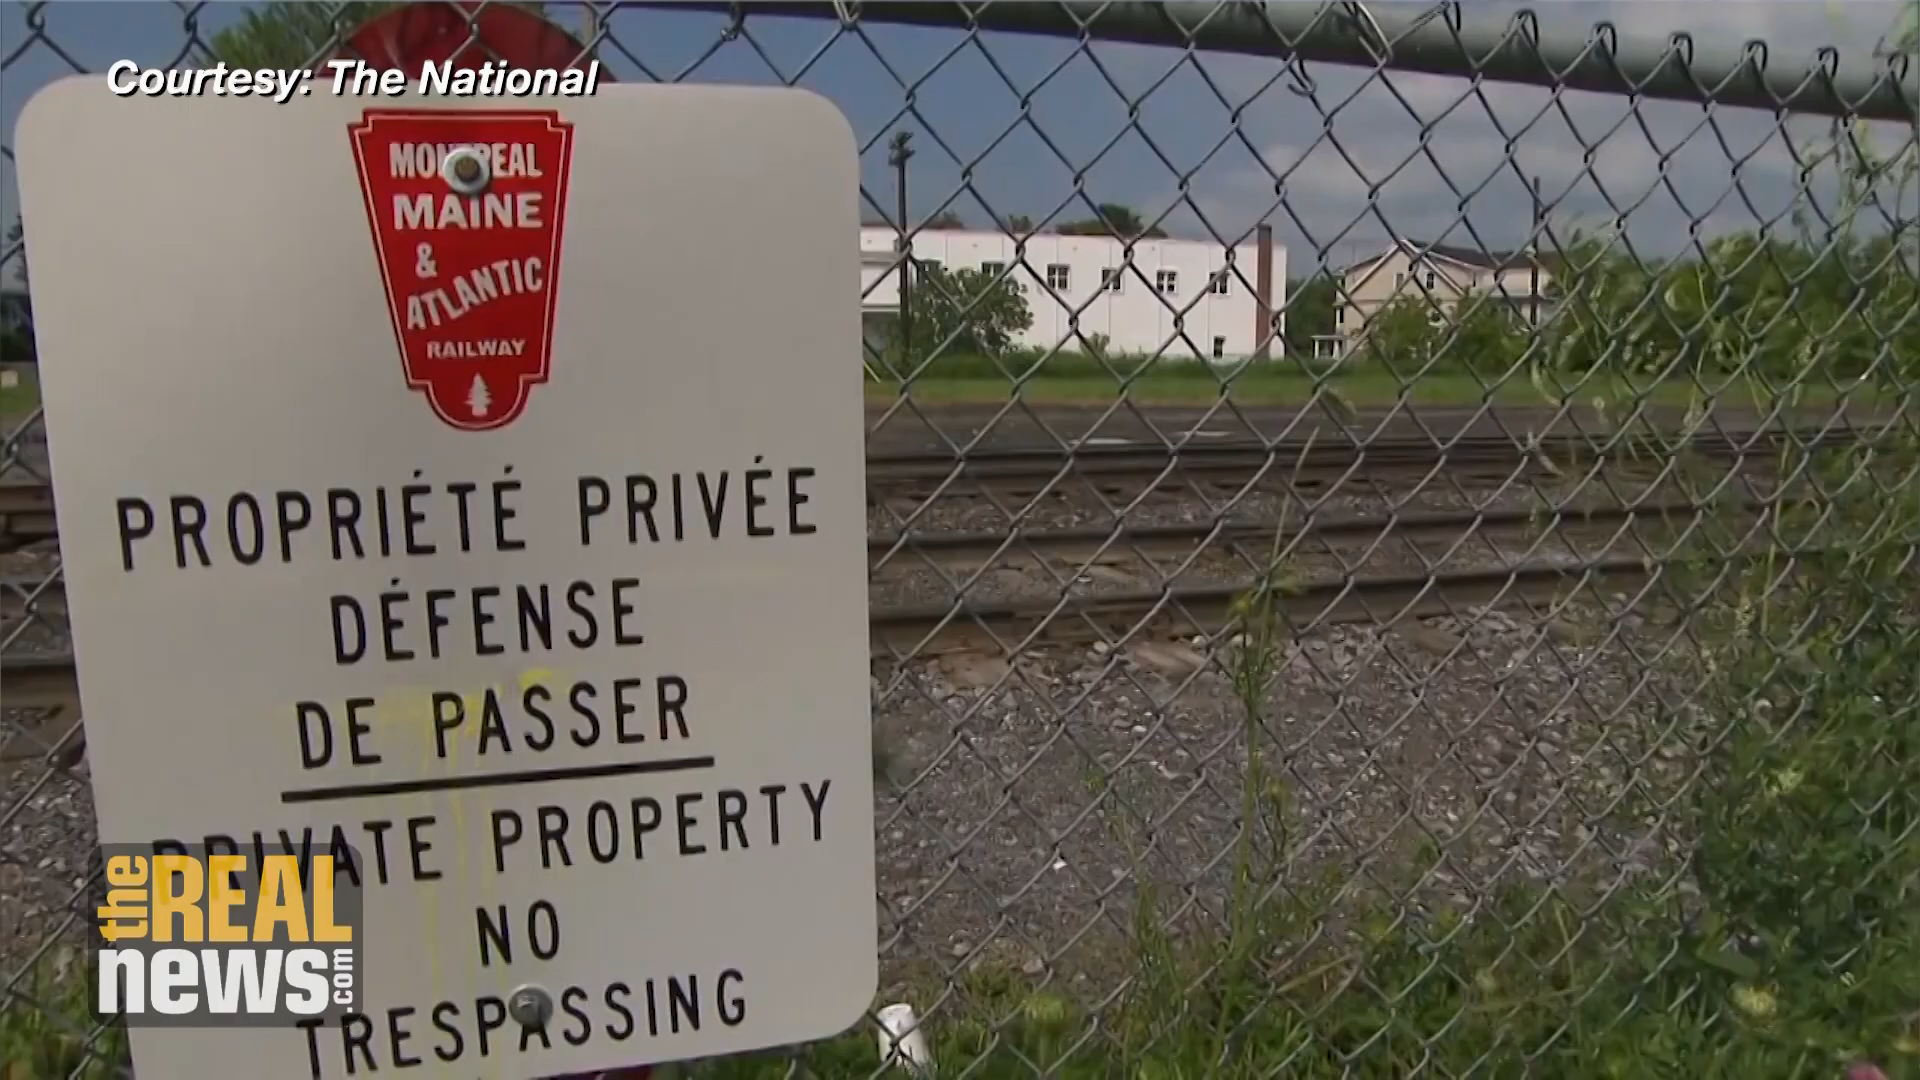 Courtesy: The National
MONTREAL
MAINE
&
ATLANTIC
RAILWAY
PROPRIÉTÉ PRIVÉE
DÉFENSE
DE PASSER
PRIVATE PROPERTY
NO
TRESPASSING
the REAL
news.com